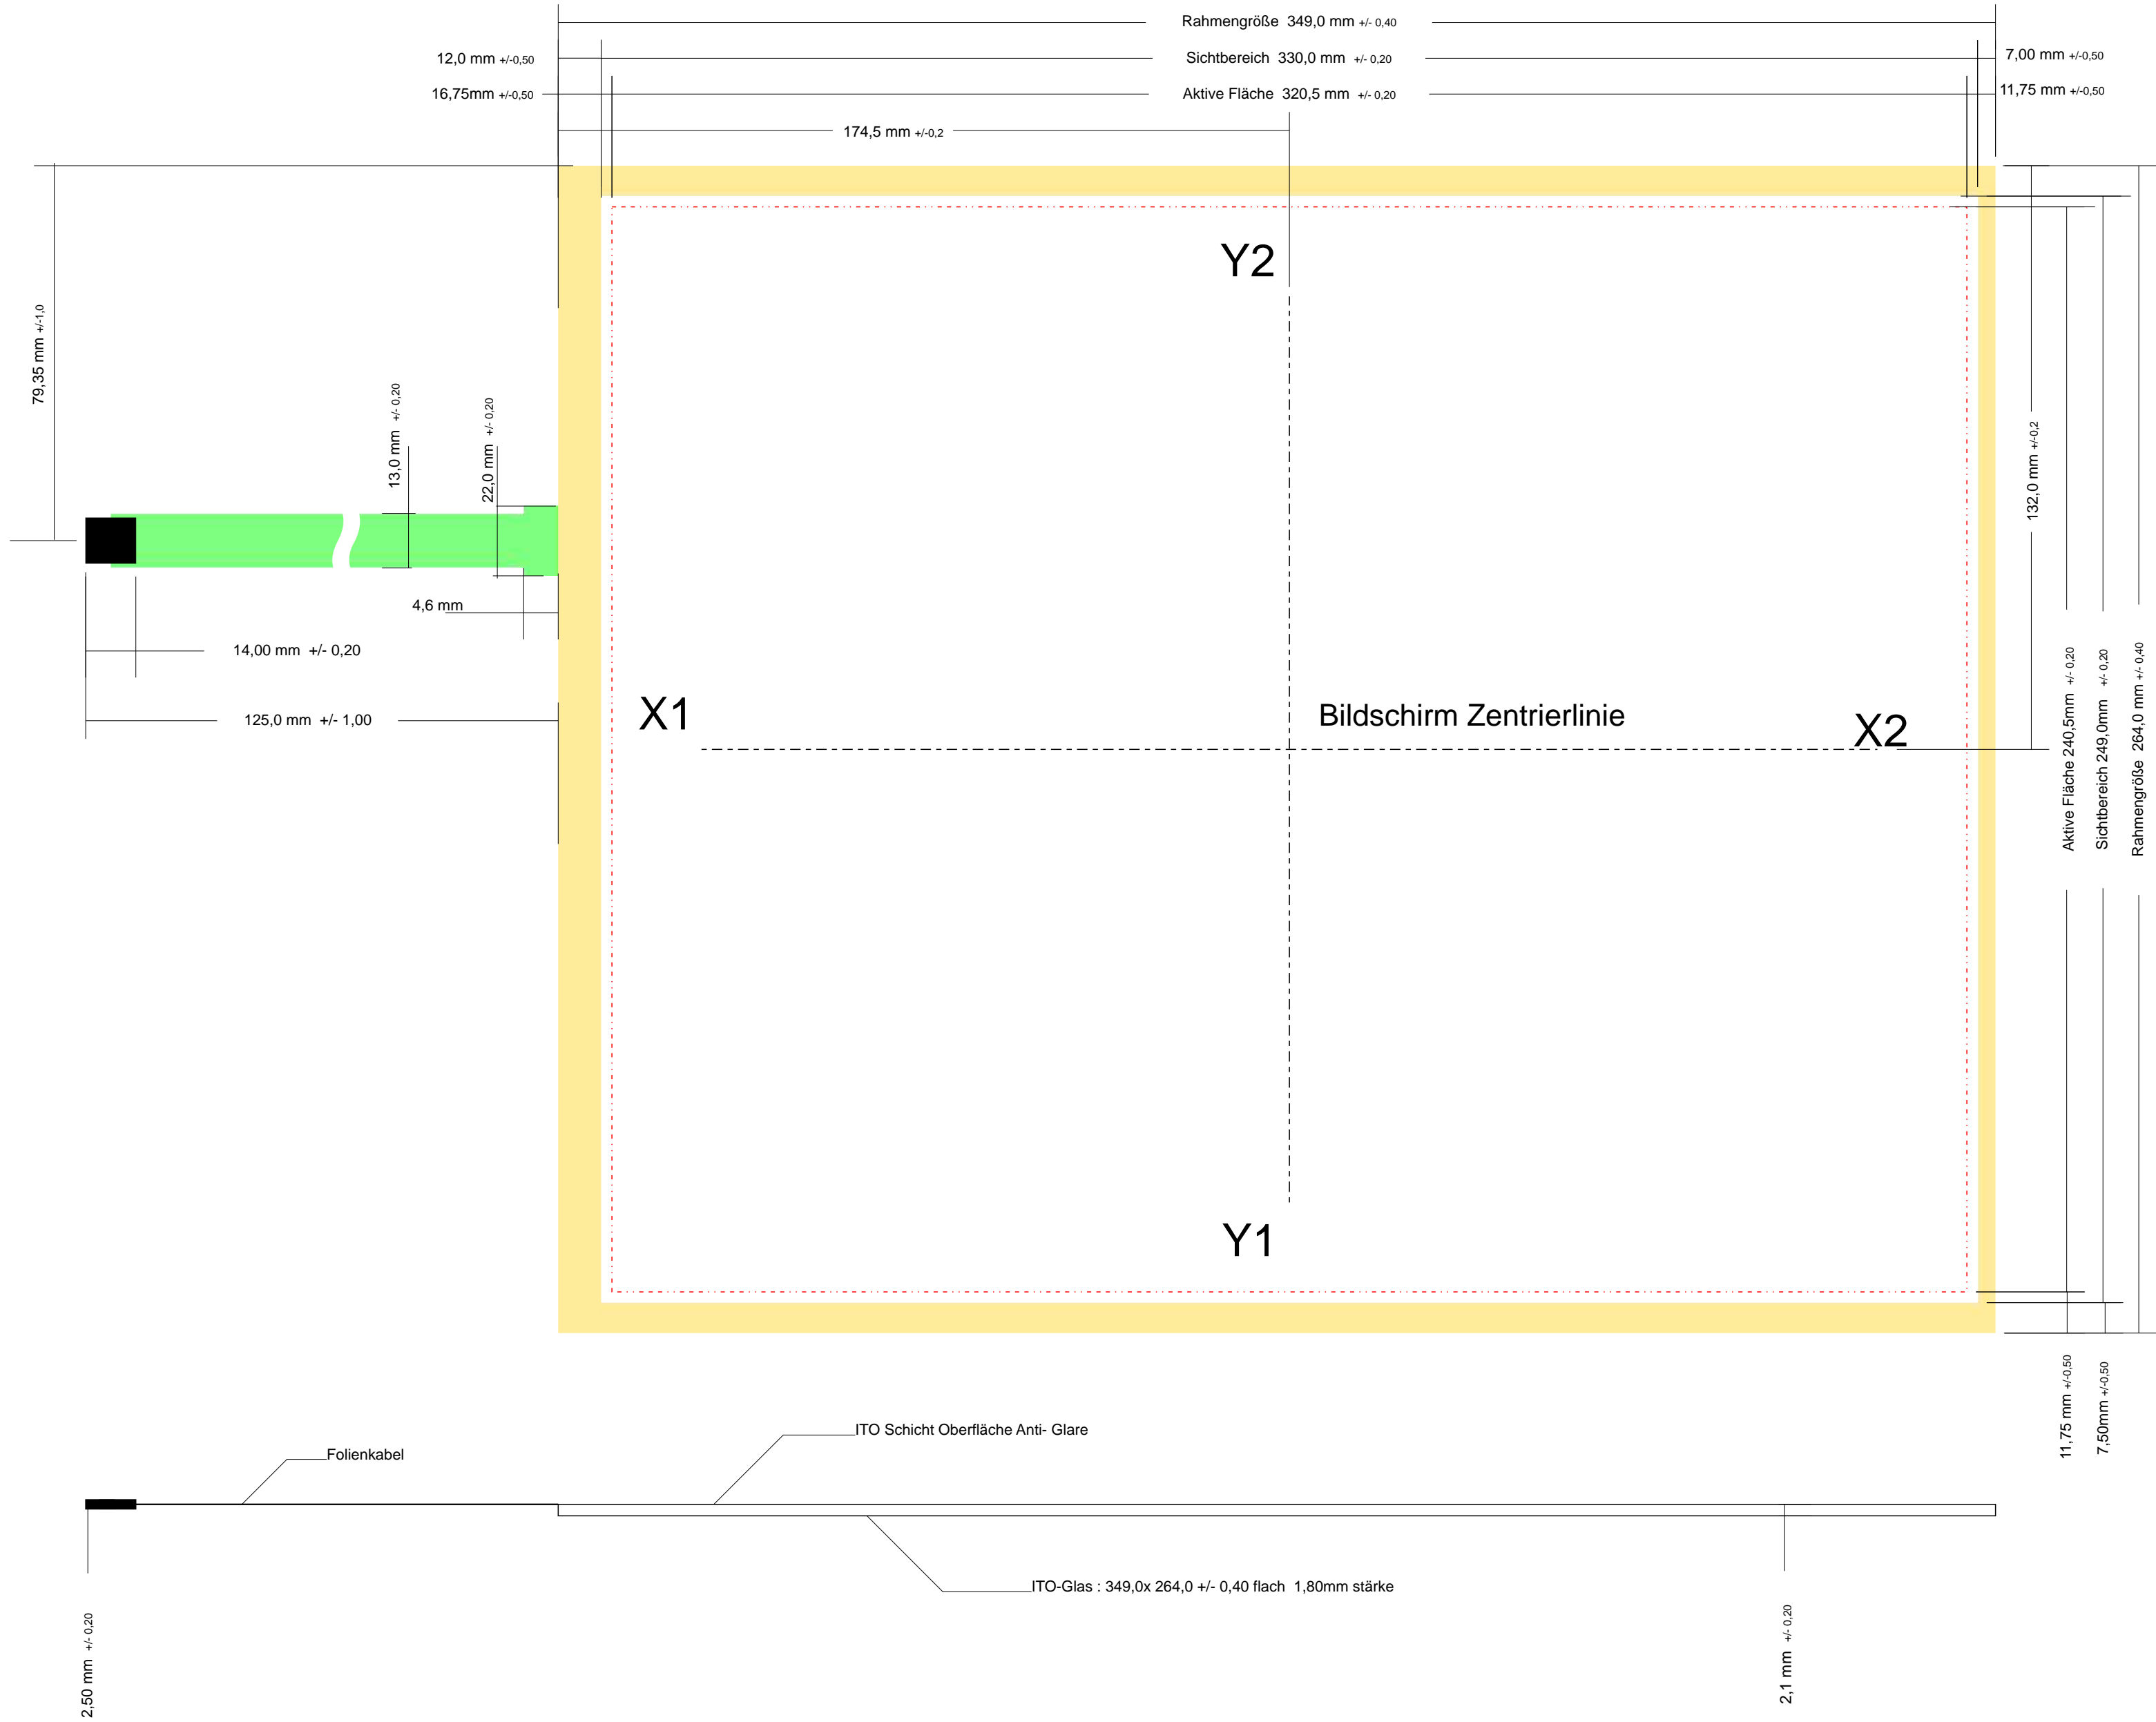 Rahmengröße 349,0 mm +/- 0,40
12,0 mm +/-0,50
Sichtbereich 330,0 mm +/- 0,20
7,00 mm +/-0,50
16,75mm +/-0,50
Aktive Fläche 320,5 mm +/- 0,20
11,75 mm +/-0,50
174,5 mm +/-0,2
Y2
79,35 mm +/-1,0
13,0 mm +/- 0,20
22,0 mm +/- 0,20
132,0 mm +/-0,2
4,6 mm
14,00 mm +/- 0,20
125,0 mm +/- 1,00
X1
Bildschirm Zentrierlinie
X2
Aktive Fläche 240,5mm +/- 0,20
Sichtbereich 249,0mm +/- 0,20
Rahmengröße 264,0 mm +/- 0,40
Y1
11,75 mm +/-0,50
7,50mm +/-0,50
ITO Schicht Oberfläche Anti- Glare
Folienkabel
ITO-Glas : 349,0x 264,0 +/- 0,40 flach 1,80mm stärke
2,50 mm +/- 0,20
2,1 mm +/- 0,20